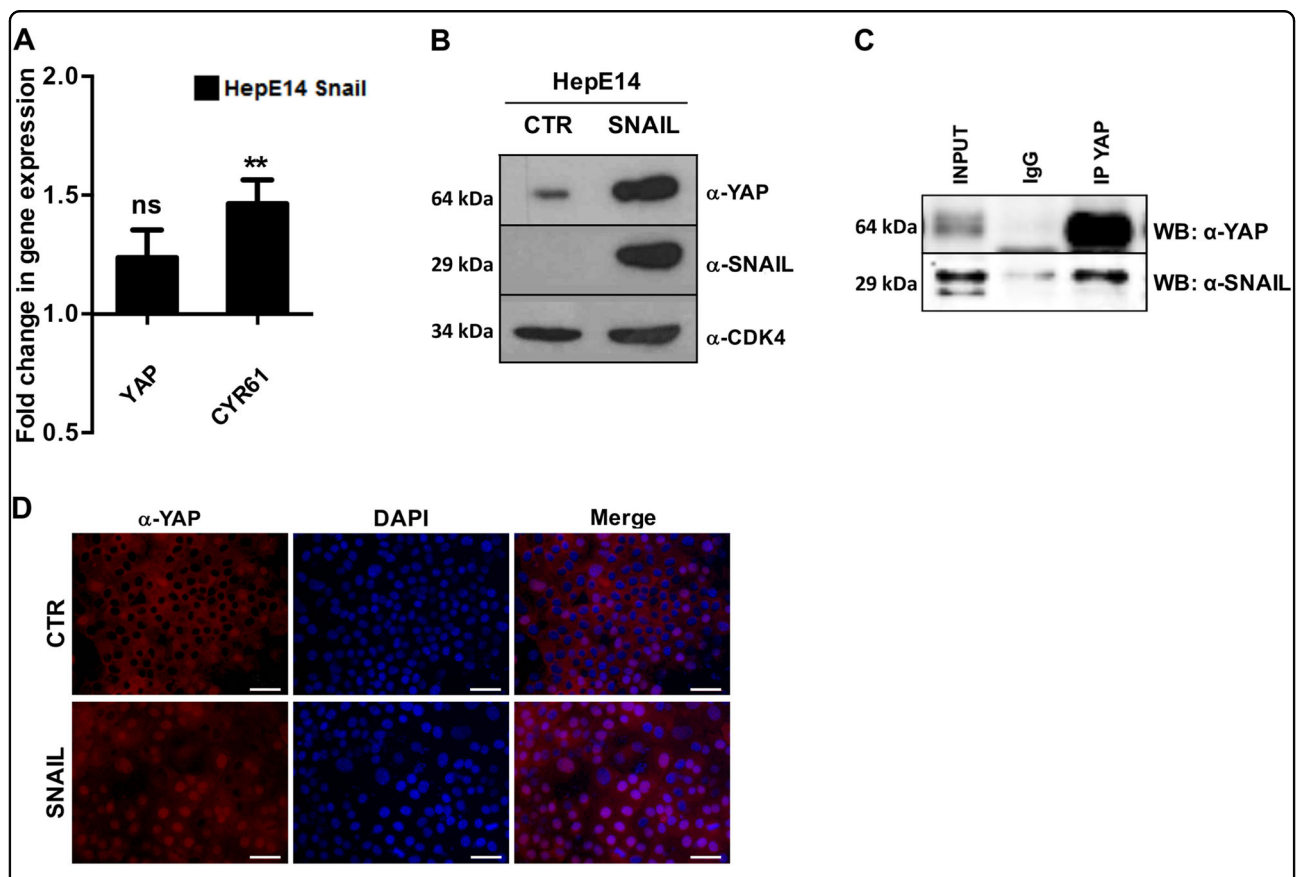 A
Fold change in gene expression
2.0
1.5
1.0
0.5
HepE14 Snail
ns
**
YAP
CYR61
B
HepE14
CTR SNAIL
64 kDa α-YAP
29 kDa α-SNAIL
34 kDa α-CDK4
C
INPUT IgG IP YAP
64 kDa WB: α-YAP
29 kDa WB: α-SNAIL
D
α-YAP DAPI Merge
CTR
SNAIL